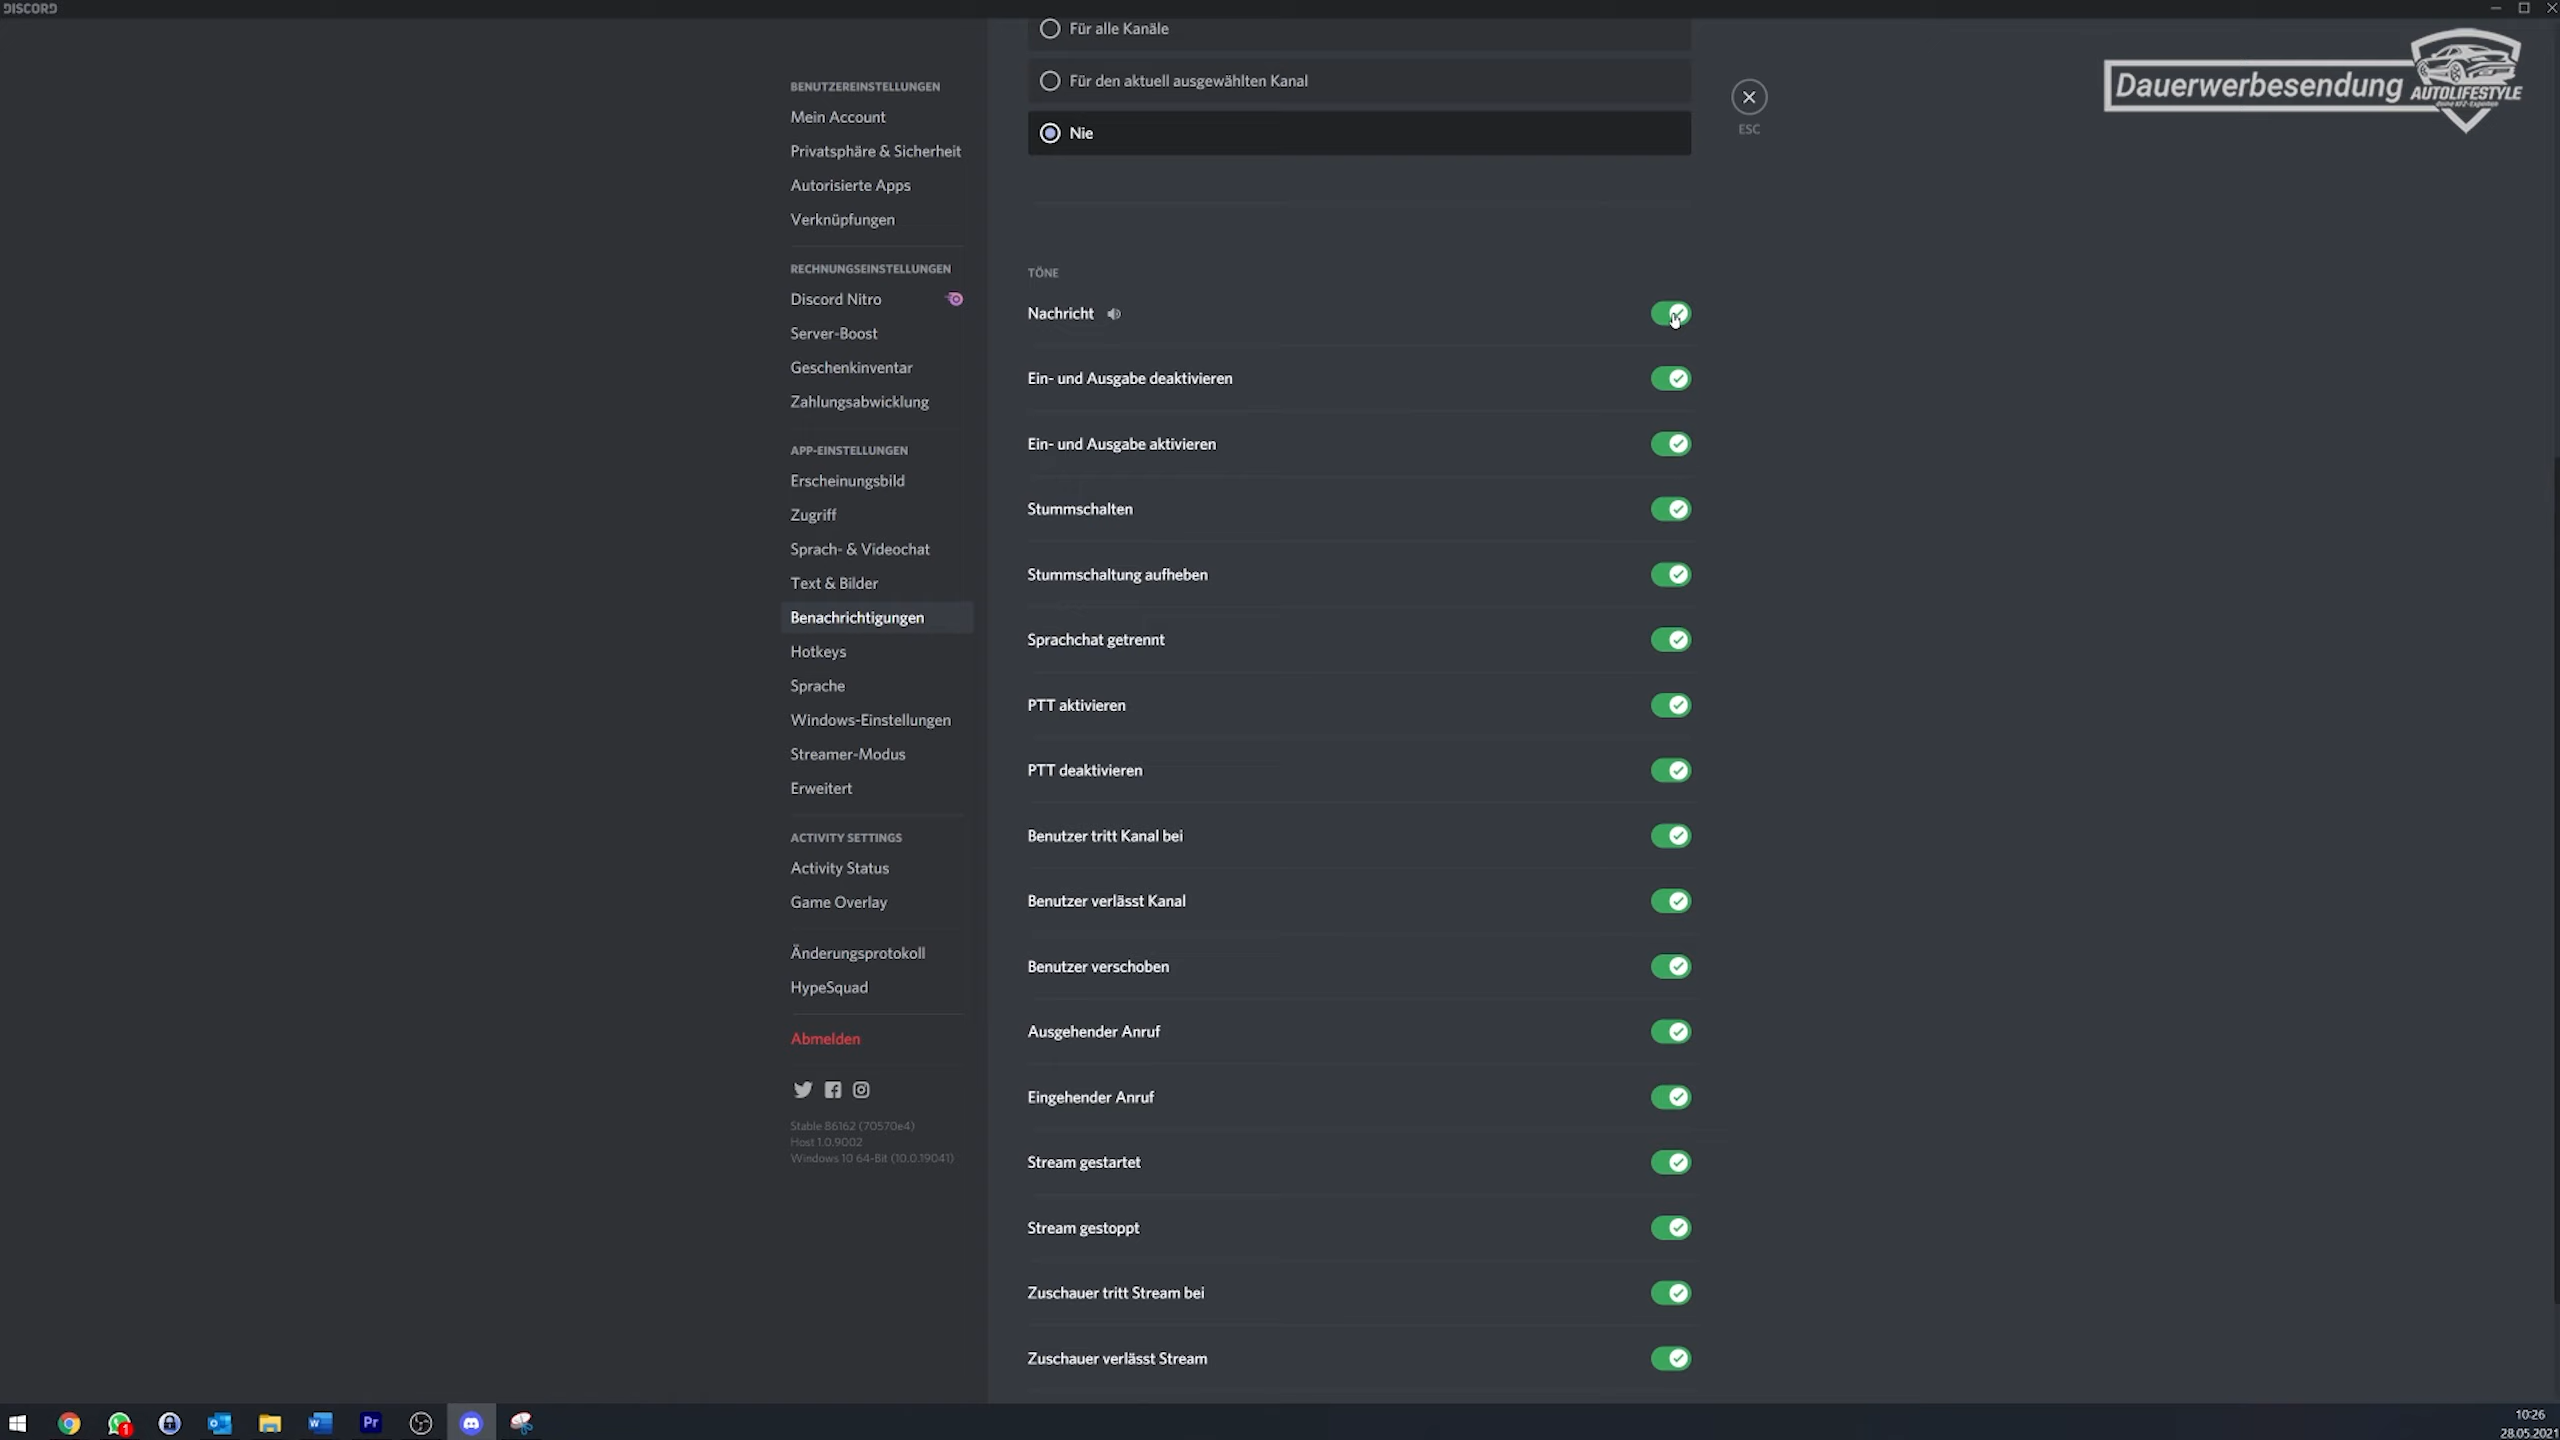 DISCORD
BENUTZEREINSTELLUNGEN
Mein Account
Privatsphäre & Sicherheit
Autorisierte Apps
Verknüpfungen
RECHNUNGSEINSTELLUNGEN
Discord Nitro
Server-Boost
Geschenkinventar
Zahlungsabwicklung
APP-EINSTELLUNGEN
Erscheinungsbild
Zugriff
Sprach- & Videochat
Text & Bilder
Benachrichtigungen
Hotkeys
Sprache
Windows-Einstellungen
Streamer-Modus
Erweitert
ACTIVITY SETTINGS
Activity Status
Game Overlay
Änderungsprotokoll
HypeSquad
Abmelden
Stable 86162 (70570e4)
Host 1.0.9002
Windows 10 64-Bit (10.0.19041)
Für alle Kanäle
Für den aktuell ausgewählten Kanal
Nie
TÖNE
Nachricht
Ein- und Ausgabe deaktivieren
Ein- und Ausgabe aktivieren
Stummschalten
Stummschaltung aufheben
Sprachchat getrennt
PTT aktivieren
PTT deaktivieren
Benutzer tritt Kanal bei
Benutzer verlässt Kanal
Benutzer verschoben
Ausgehender Anruf
Eingehender Anruf
Stream gestartet
Stream gestoppt
Zuschauer tritt Stream bei
Zuschauer verlässt Stream
ESC
Dauerwerbesendung
AUTOLIFESTYLE
deine KFZ-Experten
1
Pr
10:26
28.05.2021